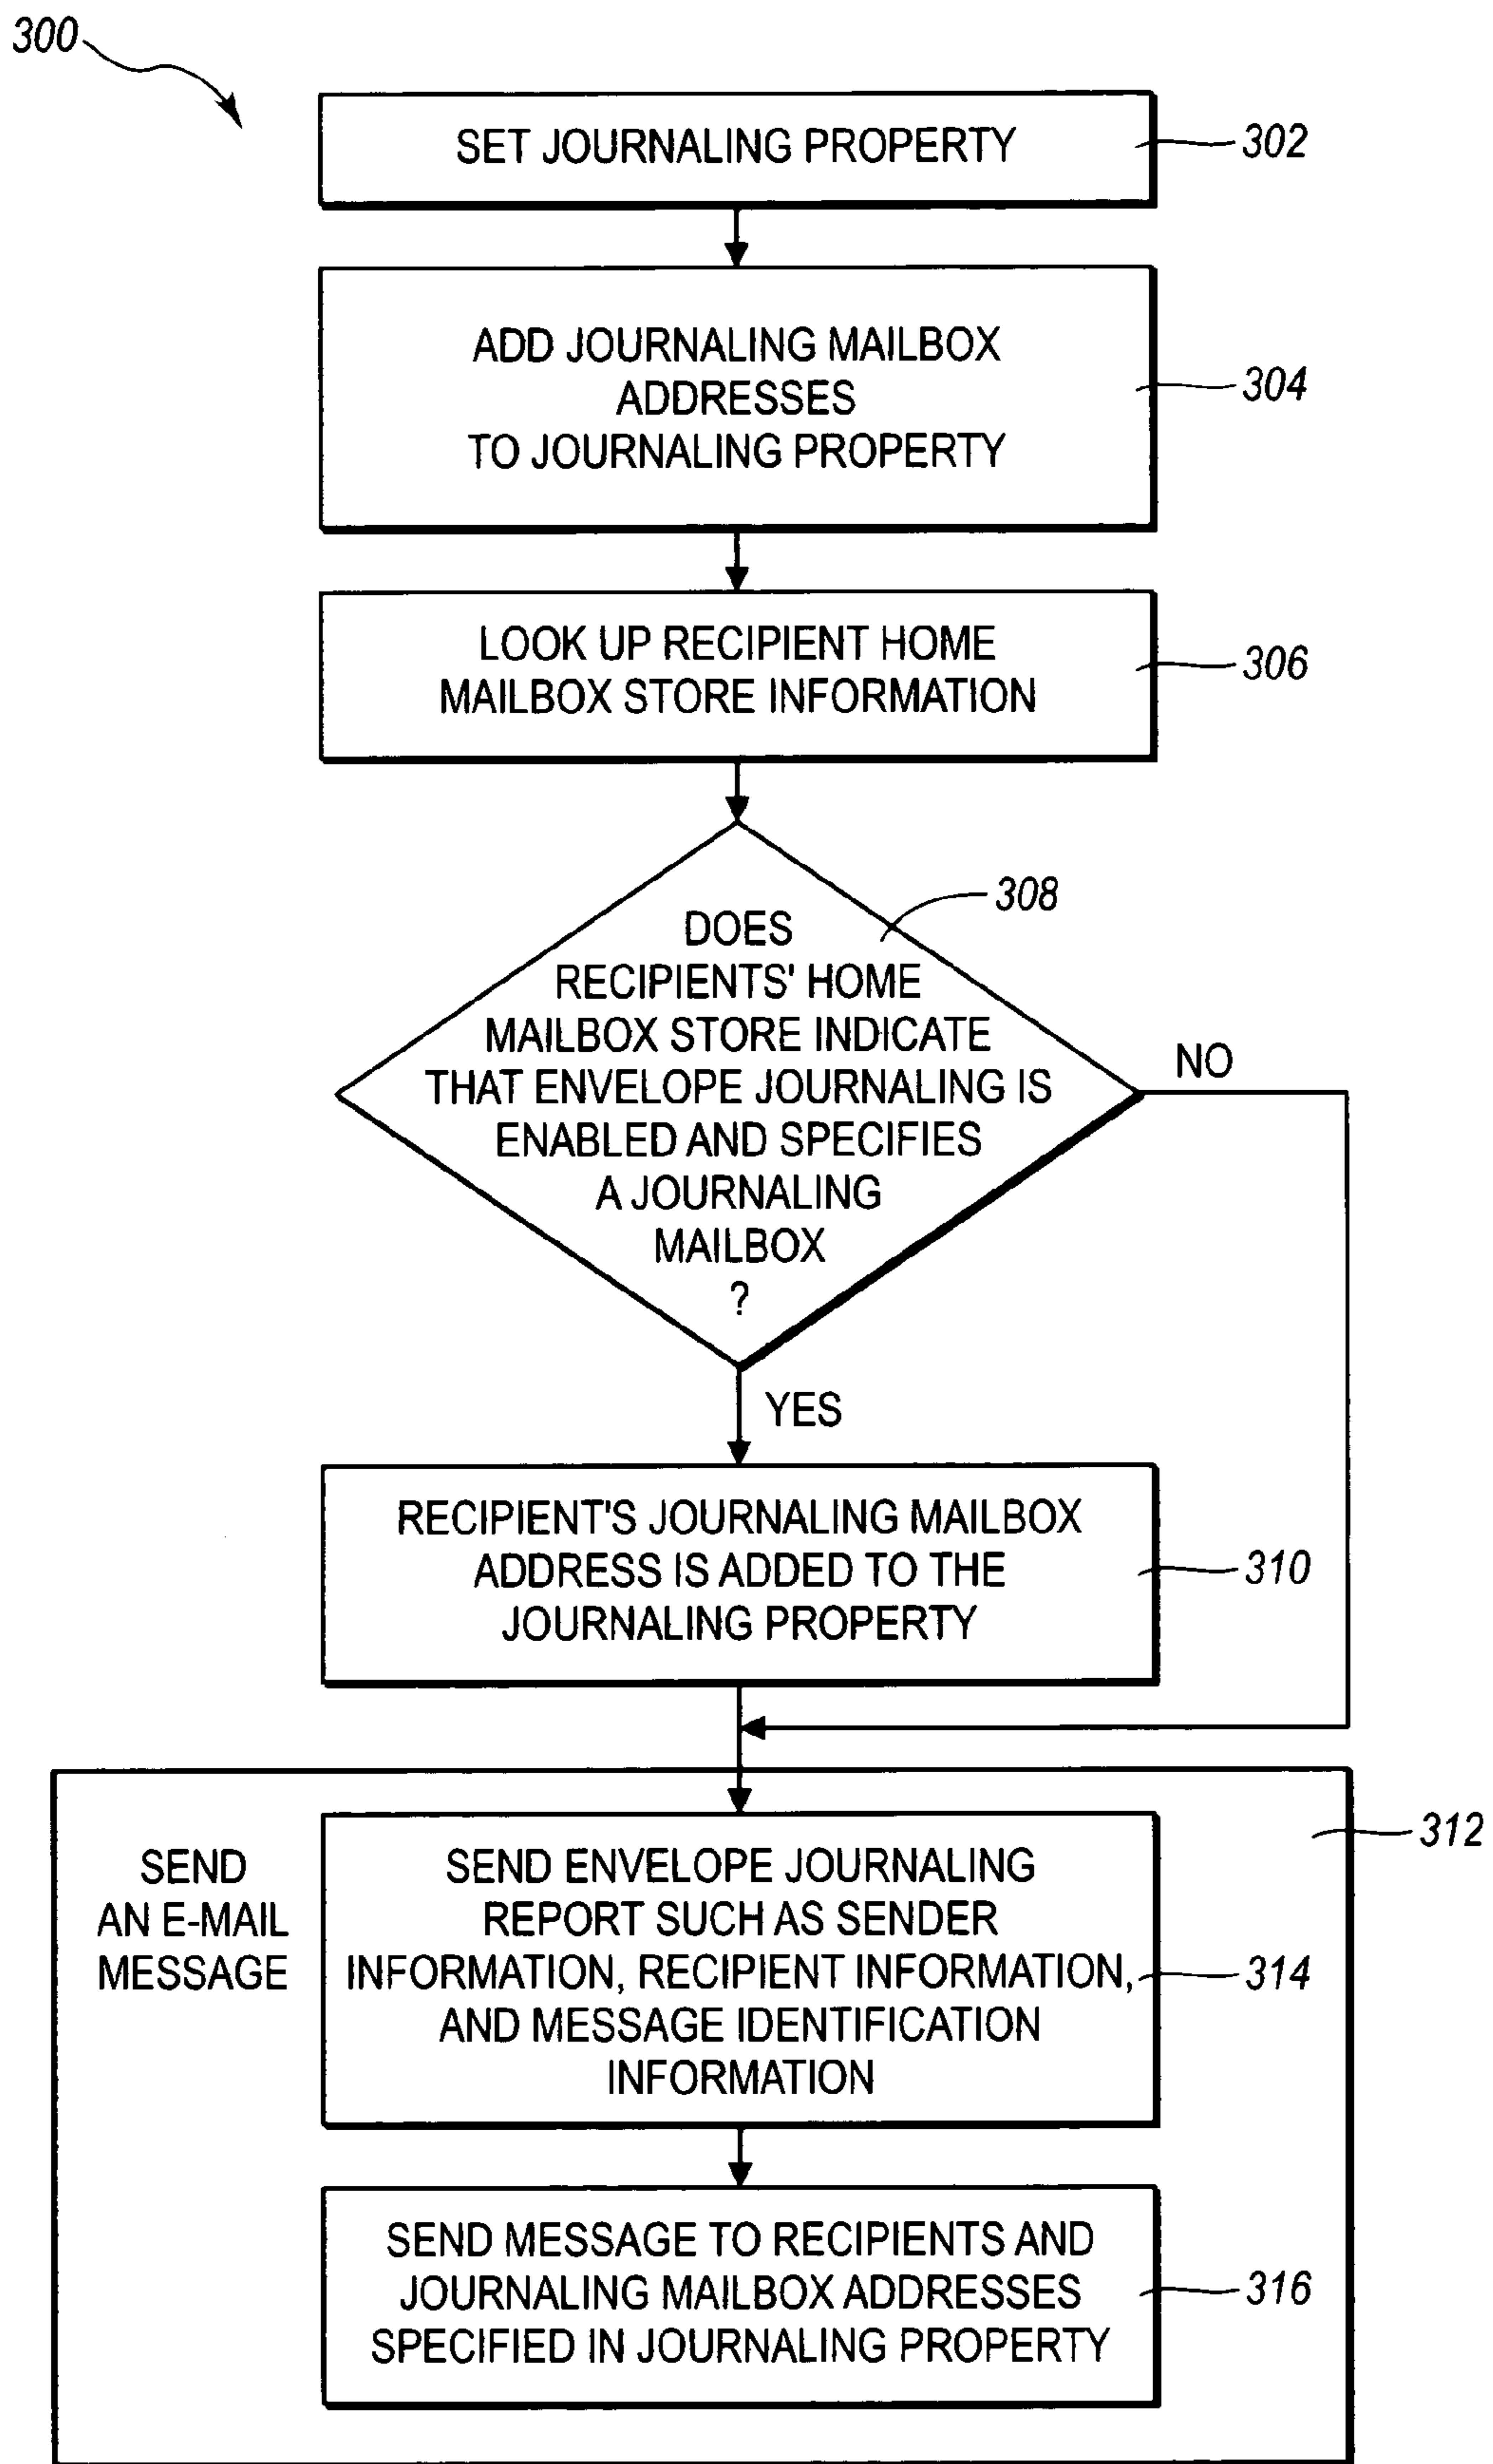 300
SET JOURNALING PROPERTY
302
ADD JOURNALING MAILBOX
ADDRESSES
TO JOURNALING PROPERTY
304
LOOK UP RECIPIENT HOME
MAILBOX STORE INFORMATION
306
308
DOES
RECIPIENTS' HOME
MAILBOX STORE INDICATE
THAT ENVELOPE JOURNALING IS
ENABLED AND SPECIFIES
A JOURNALING
MAILBOX
?
NO
YES
RECIPIENT'S JOURNALING MAILBOX
ADDRESS IS ADDED TO THE
JOURNALING PROPERTY
310
312
SEND
AN E-MAIL
MESSAGE
SEND ENVELOPE JOURNALING
REPORT SUCH AS SENDER
INFORMATION, RECIPIENT INFORMATION,
AND MESSAGE IDENTIFICATION
INFORMATION
314
SEND MESSAGE TO RECIPIENTS AND
JOURNALING MAILBOX ADDRESSES
SPECIFIED IN JOURNALING PROPERTY
316